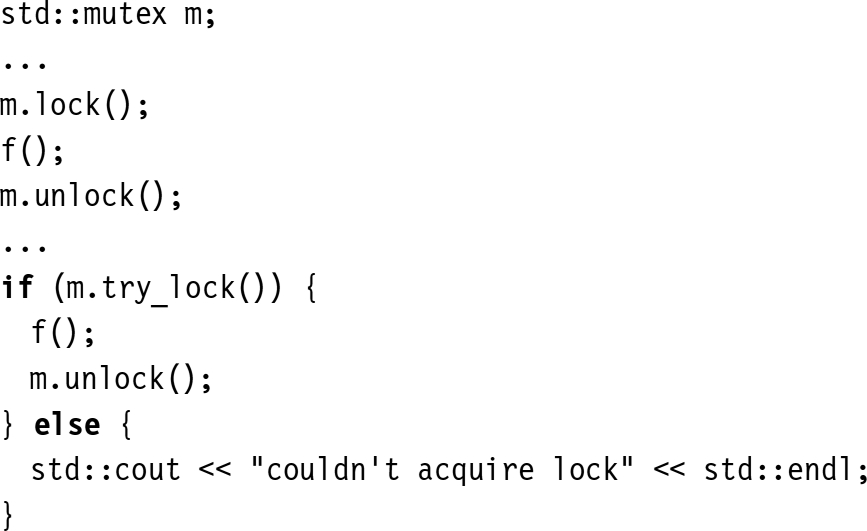 std::mutex m;
...
m.lock();
f();
m.unlock();
...
if (m.try_lock()) {
  f();
  m.unlock();
} else {
  std::cout << "couldn't acquire lock" << std::endl;
}